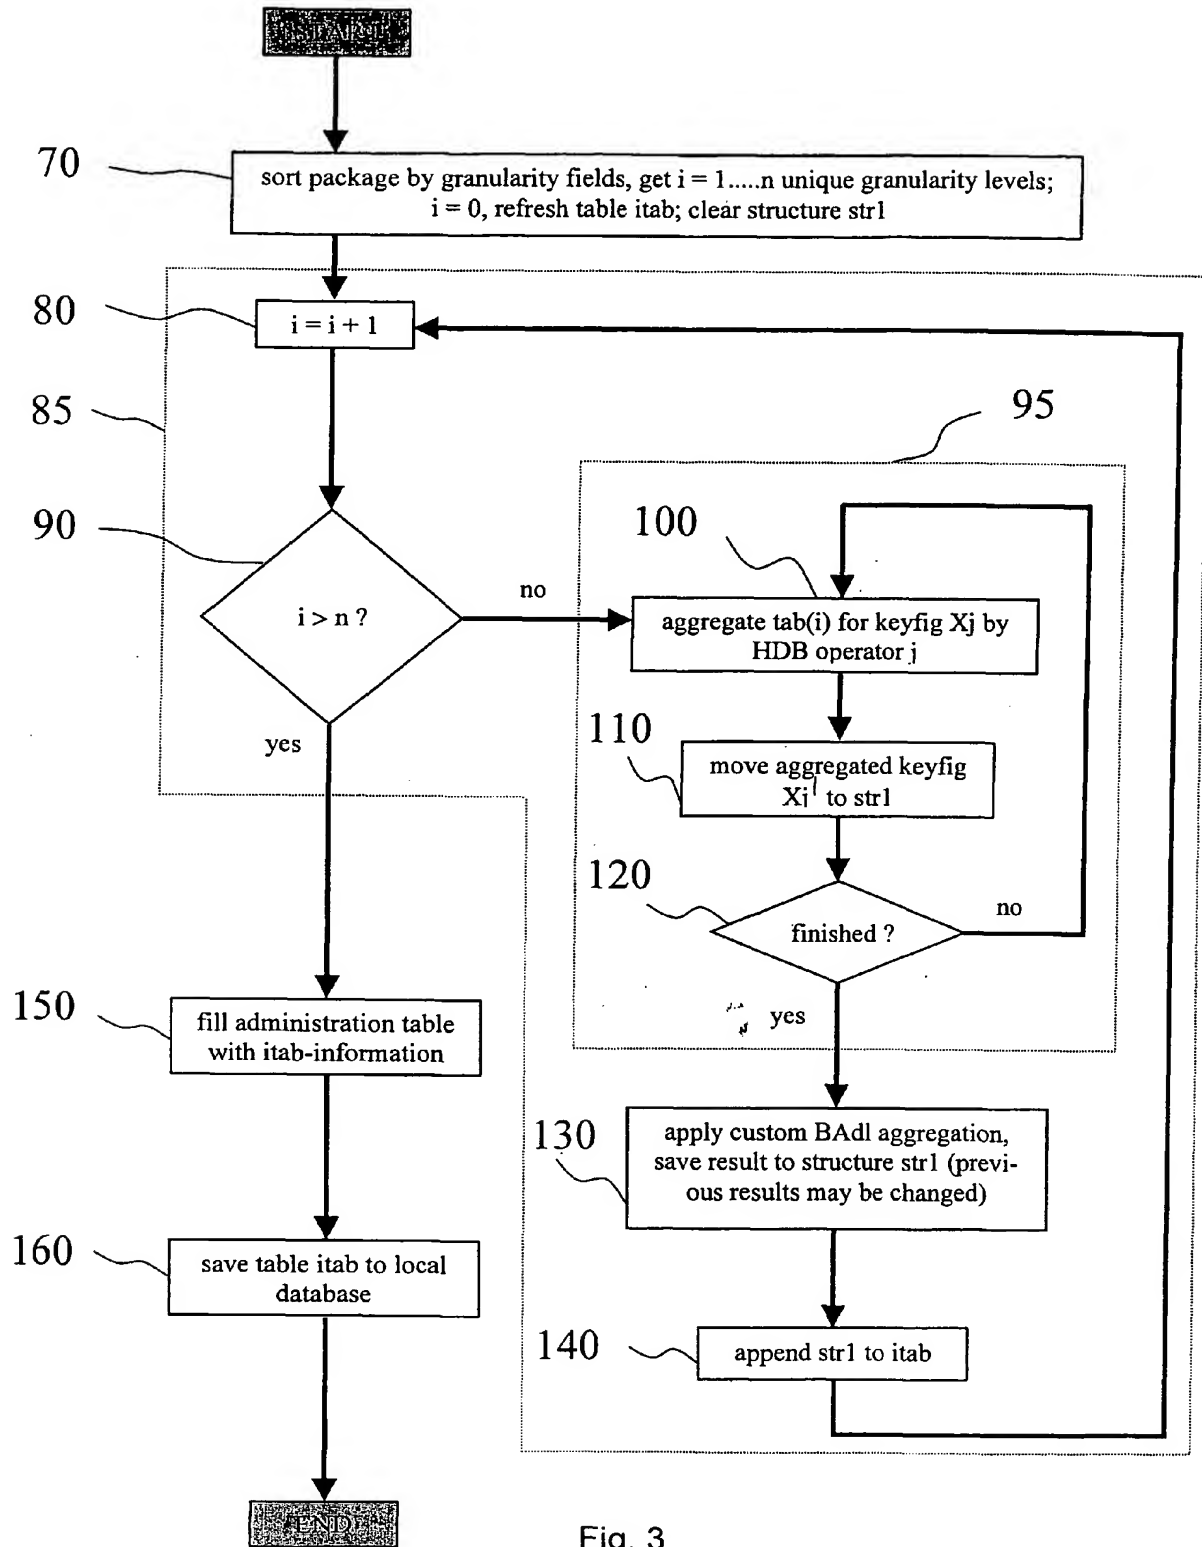 START
70
sort package by granularity fields, get i = 1.....n unique granularity levels;
i = 0, refresh table itab; clear structure str1
80
i = i + 1
85
95
90
i > n ?
no
yes
100
aggregate tab(i) for keyfig Xj by
HDB operator j
110
move aggregated keyfig
Xj' to str1
120
finished ?
no
yes
150
fill administration table
with itab-information
130
apply custom BAdl aggregation,
save result to structure str1 (previ-
ous results may be changed)
160
save table itab to local
database
140
append str1 to itab
END
Fig. 3